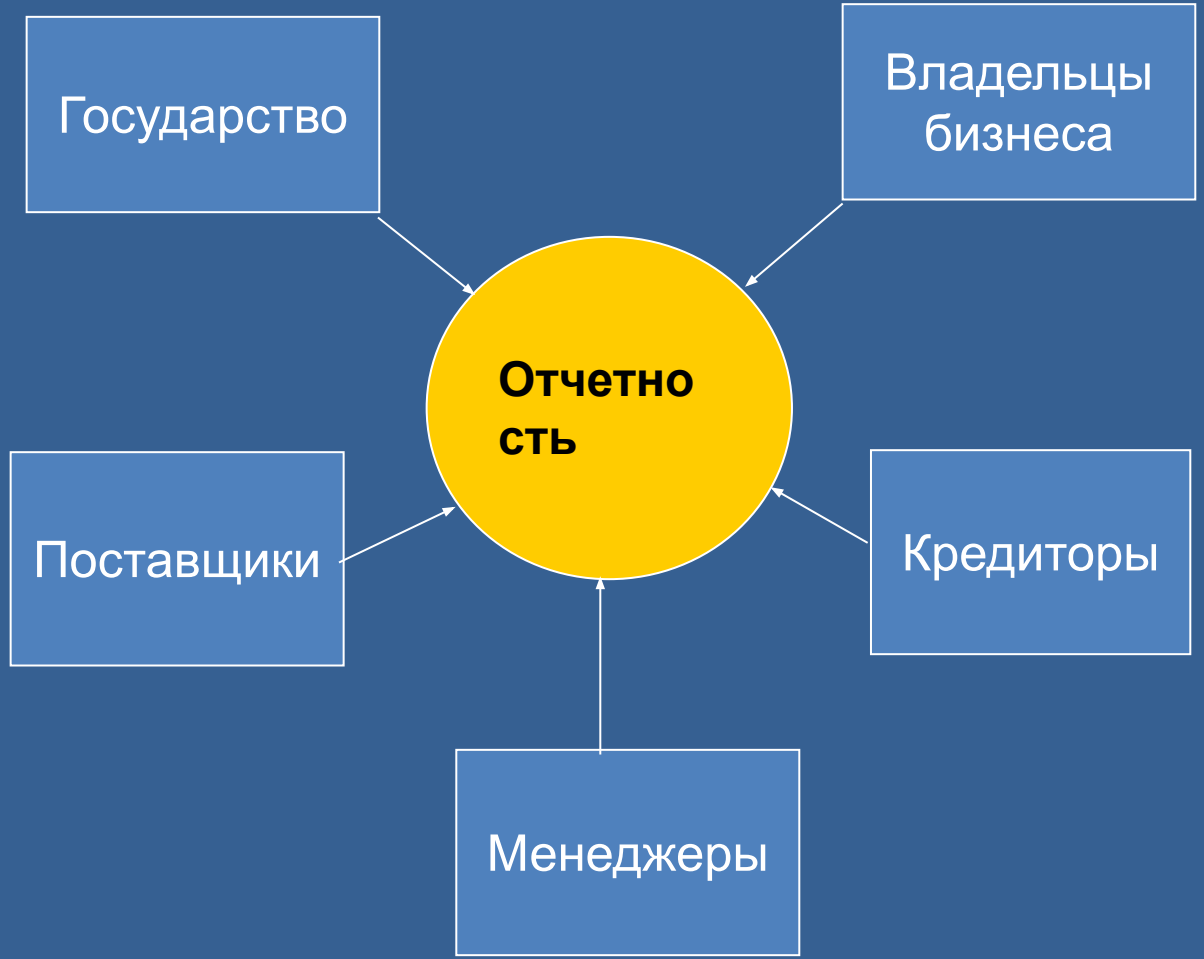 Государство
Владельцы
бизнеса
Отчетно
сть
Поставщики
Кредиторы
Менеджеры